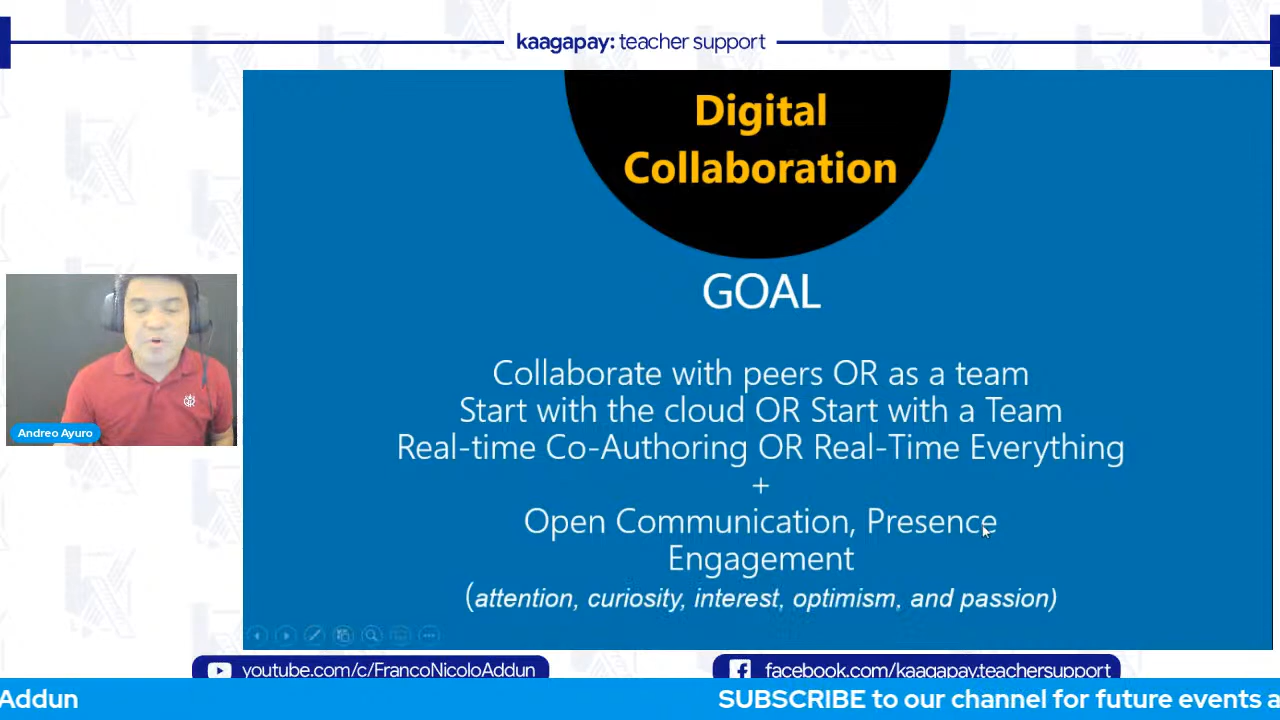 kaagapay: teacher support
Digital
Collaboration
GOAL
Collaborate with peers OR as a team
Start with the cloud OR Start with a Team
Real-time Co-Authoring OR Real-Time Everything
+
Open Communication, Presence
Engagement
(attention, curiosity, interest, optimism, and passion)
Andreo Ayuro
youtube.com/c/FrancoNicoloAddun
facebook.com/kaagapay.teachersupport
Addun
SUBSCRIBE to our channel for future events a